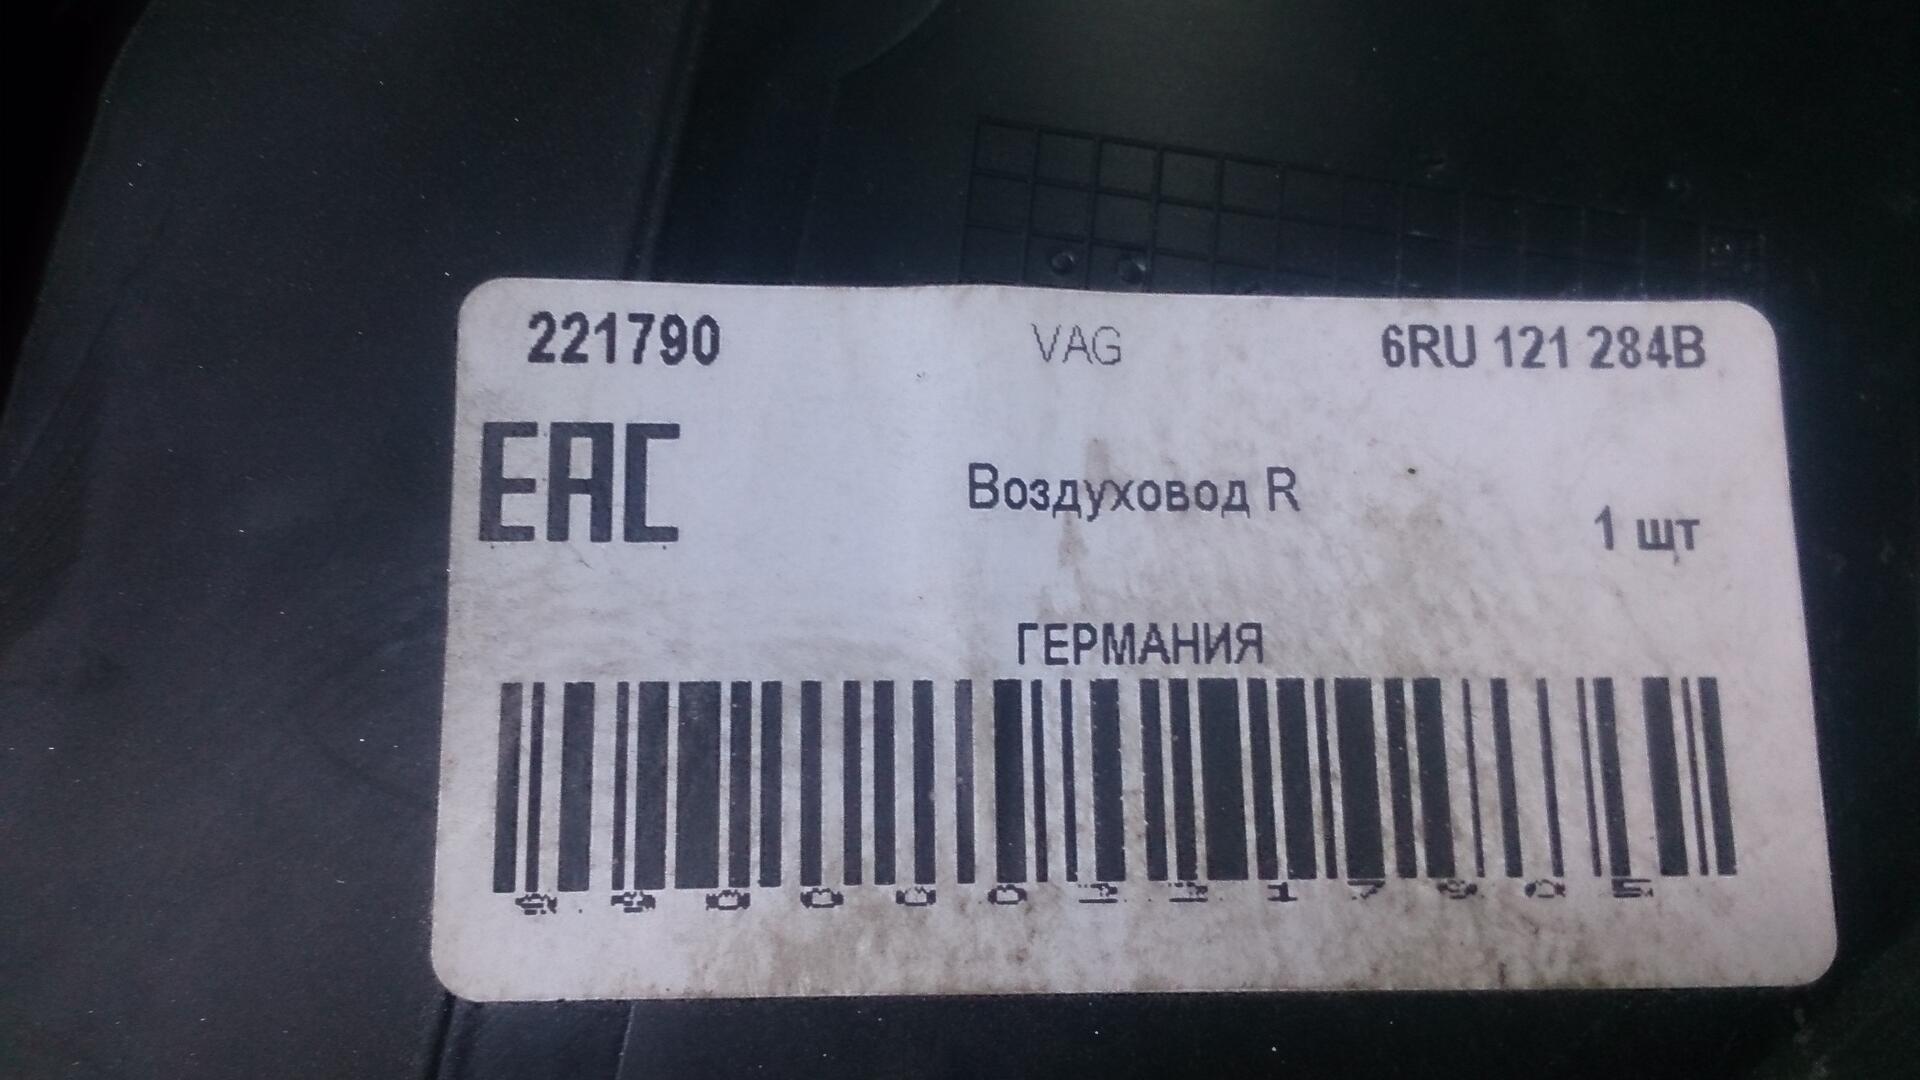 221790 VAG 6RU 121 284B
EAC
Воздуховод R
1 шт
ГЕРМАНИЯ